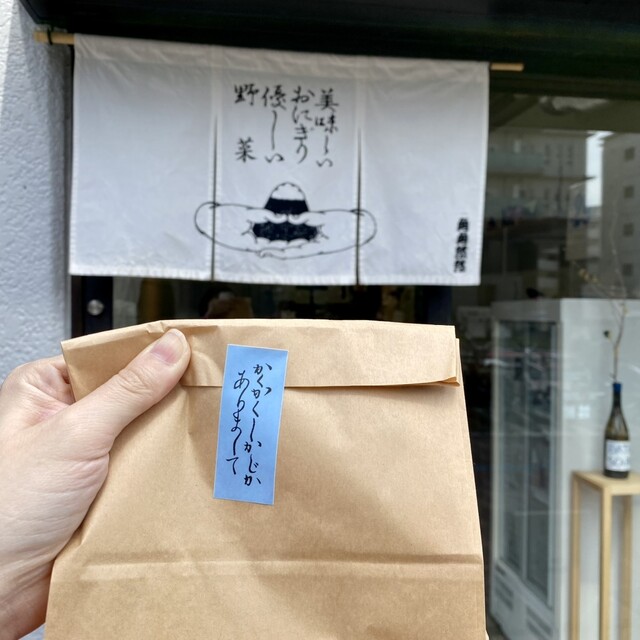 美味しい
おにぎり
優しい
野菜
かくかくしかじか
ありまして